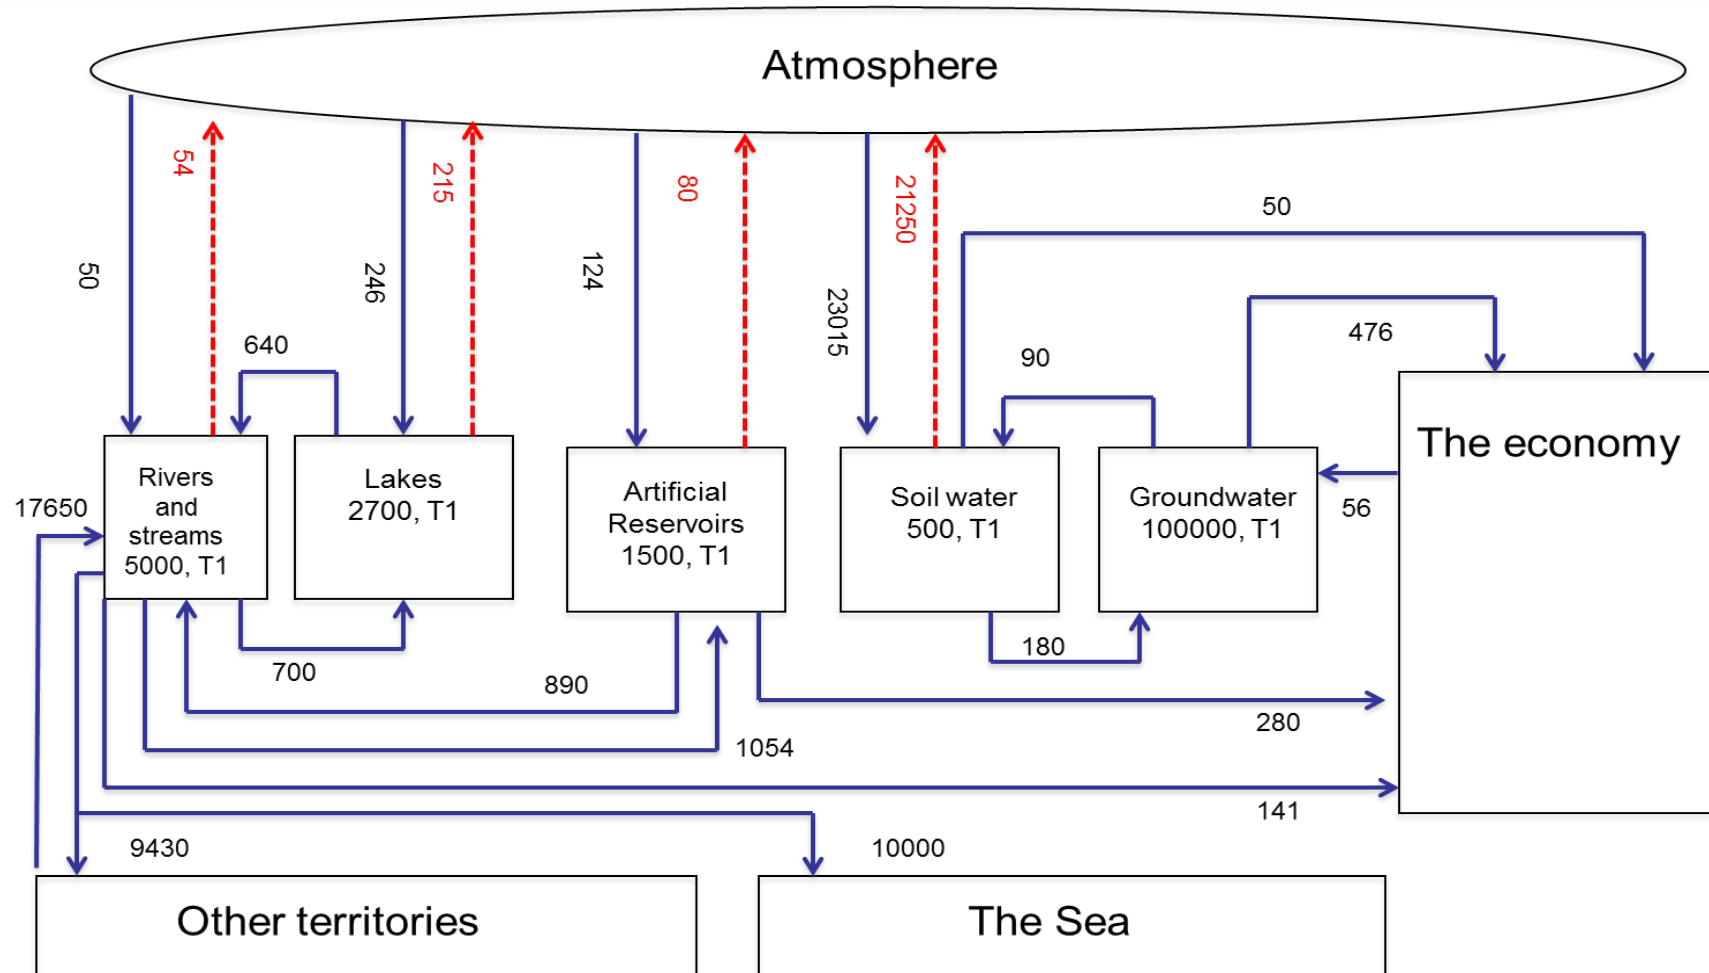 Atmosphere
54
215
80
21250
50
50
246
124
23015
640
90
476
The economy
Rivers
and
streams
5000, T1
Lakes
2700, T1
Artificial
Reservoirs
1500, T1
Soil water
500, T1
Groundwater
100000, T1
56
17650
700
890
180
1054
280
141
9430
10000
Other territories
The Sea